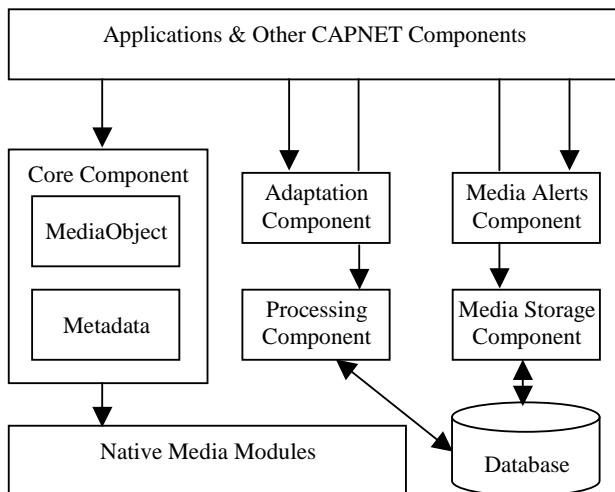 Applications & Other CAPNET Components
Core Component
MediaObject
Metadata
Adaptation
Component
Media Alerts
Component
Processing
Component
Media Storage
Component
Native Media Modules
Database